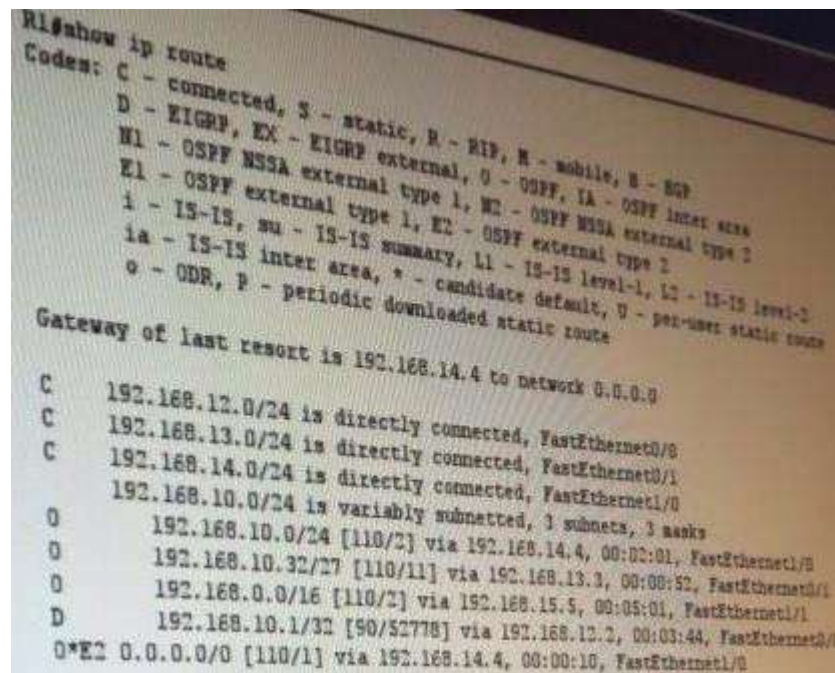 R1#show ip route
Codes: C - connected, S - static, R - RIP, M - mobile, B - BGP
D - EIGRP, EX - EIGRP external, O - OSPF, IA - OSPF inter area
N1 - OSPF NSSA external type 1, N2 - OSPF NSSA external type 2
E1 - OSPF external type 1, E2 - OSPF external type 2
i - IS-IS, su - IS-IS summary, L1 - IS-IS level-1, L2 - IS-IS level-2
ia - IS-IS inter area, * - candidate default, U - per-user static route
o - ODR, P - periodic downloaded static route
Gateway of last resort is 192.168.14.4 to network 0.0.0.0
C 192.168.12.0/24 is directly connected, FastEthernet0/0
C 192.168.13.0/24 is directly connected, FastEthernet0/1
C 192.168.14.0/24 is directly connected, FastEthernet1/0
192.168.10.0/24 is variably subnetted, 3 subnets, 3 masks
O 192.168.10.0/24 [110/2] via 192.168.14.4, 00:02:01, FastEthernet1/0
O 192.168.10.32/27 [110/11] via 192.168.13.3, 00:00:52, FastEthernet0/1
O 192.168.0.0/16 [110/2] via 192.168.15.5, 00:05:01, FastEthernet1/1
D 192.168.10.1/32 [90/52778] via 192.168.12.2, 00:03:44, FastEthernet0/0
O*E2 0.0.0.0/0 [110/1] via 192.168.14.4, 00:00:10, FastEthernet1/0